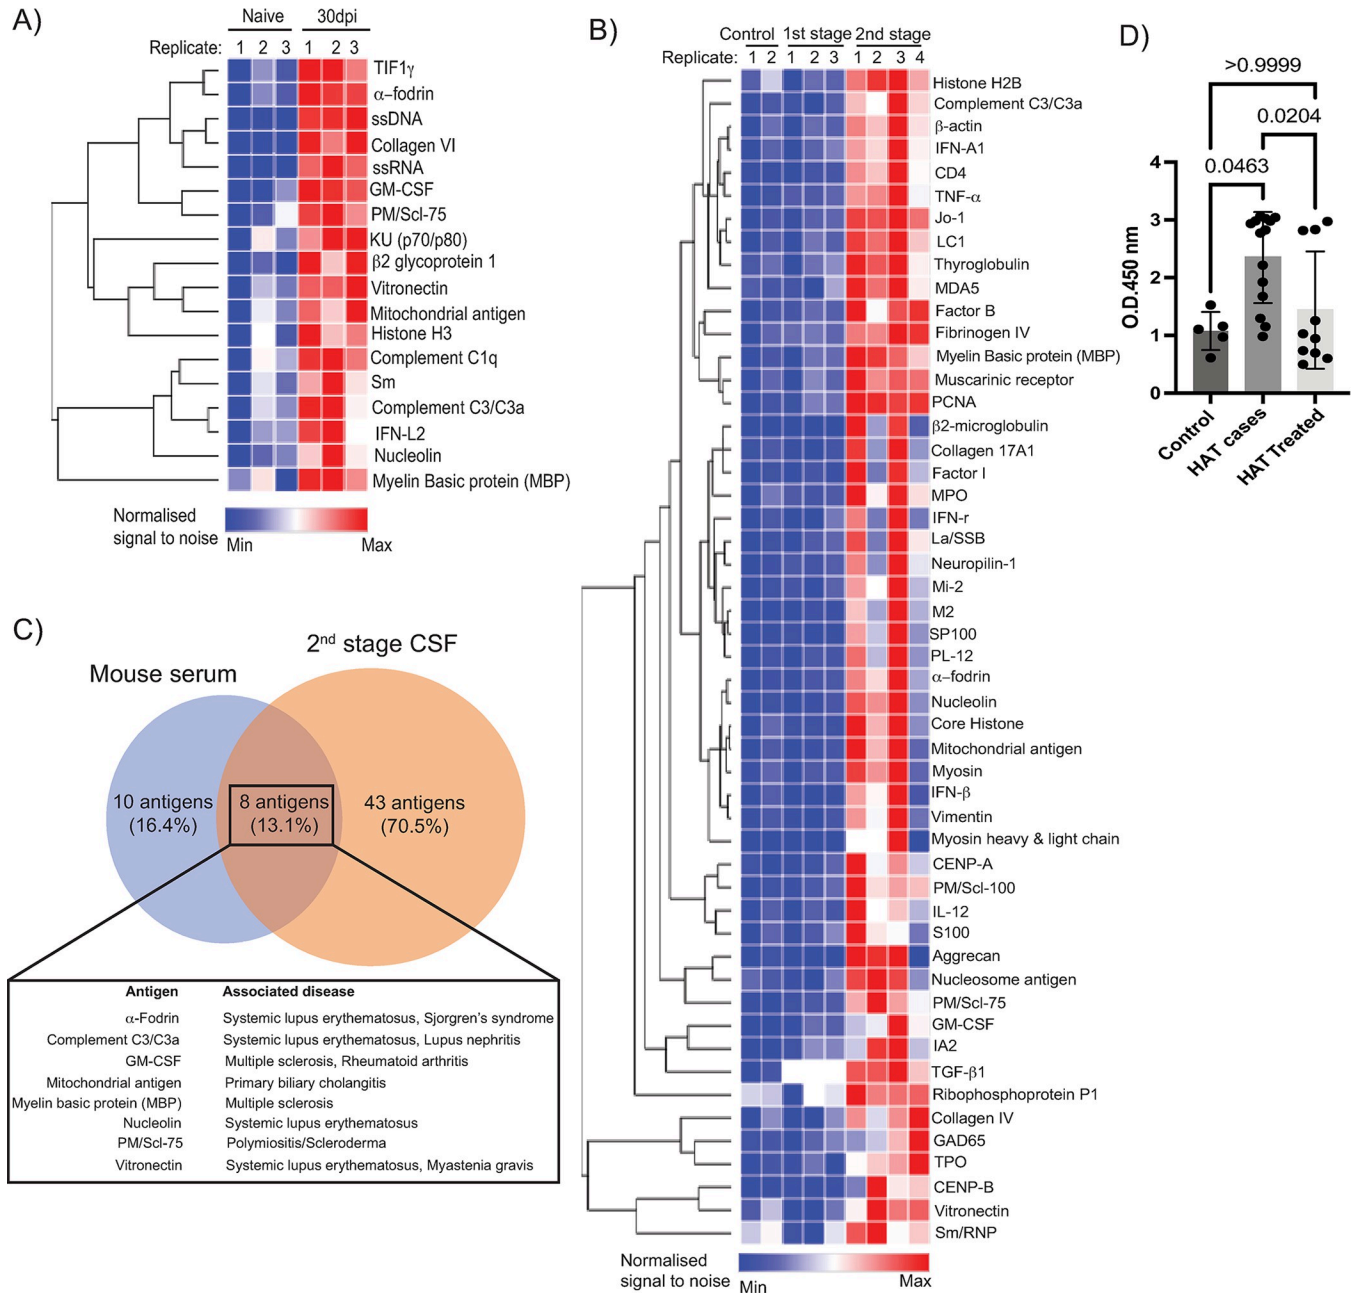 A)
Naive 30dpi
Replicate: 1 2 3 1 2 3
TIF1γ
α–fodrin
ssDNA
Collagen VI
ssRNA
GM-CSF
PM/Scl-75
KU (p70/p80)
β2 glycoprotein 1
Vitronectin
Mitochondrial antigen
Histone H3
Complement C1q
Sm
Complement C3/C3a
IFN-L2
Nucleolin
Myelin Basic protein (MBP)
Normalised
signal to noise
Min Max
B)
Control 1st stage 2nd stage
Replicate: 1 2 1 2 3 1 2 3 4
Histone H2B
Complement C3/C3a
β-actin
IFN-A1
CD4
TNF-α
Jo-1
LC1
Thyroglobulin
MDA5
Factor B
Fibrinogen IV
Myelin Basic protein (MBP)
Muscarinic receptor
PCNA
β2-microglobulin
Collagen 17A1
Factor I
MPO
IFN-r
La/SSB
Neuropilin-1
Mi-2
M2
SP100
PL-12
α–fodrin
Nucleolin
Core Histone
Mitochondrial antigen
Myosin
IFN-β
Vimentin
Myosin heavy & light chain
CENP-A
PM/Scl-100
IL-12
S100
Aggrecan
Nucleosome antigen
PM/Scl-75
GM-CSF
IA2
TGF-β1
Ribophosphoprotein P1
Collagen IV
GAD65
TPO
CENP-B
Vitronectin
Sm/RNP
Normalised
signal to noise
Min Max
C)
2nd stage CSF
Mouse serum
10 antigens
(16.4%)
8 antigens
(13.1%)
43 antigens
(70.5%)
Antigen Associated disease
α-Fodrin Systemic lupus erythematosus, Sjorgren's syndrome
Complement C3/C3a Systemic lupus erythematosus, Lupus nephritis
GM-CSF Multiple sclerosis, Rheumatoid arthritis
Mitochondrial antigen Primary biliary cholangitis
Myelin basic protein (MBP) Multiple sclerosis
Nucleolin Systemic lupus erythematosus
PM/Scl-75 Polymiositis/Scleroderma
Vitronectin Systemic lupus erythematosus, Myastenia gravis
D)
>0.9999
0.0204
0.0463
O.D.450 nm
4
3
2
1
0
Control
HAT cases
HAT Treated